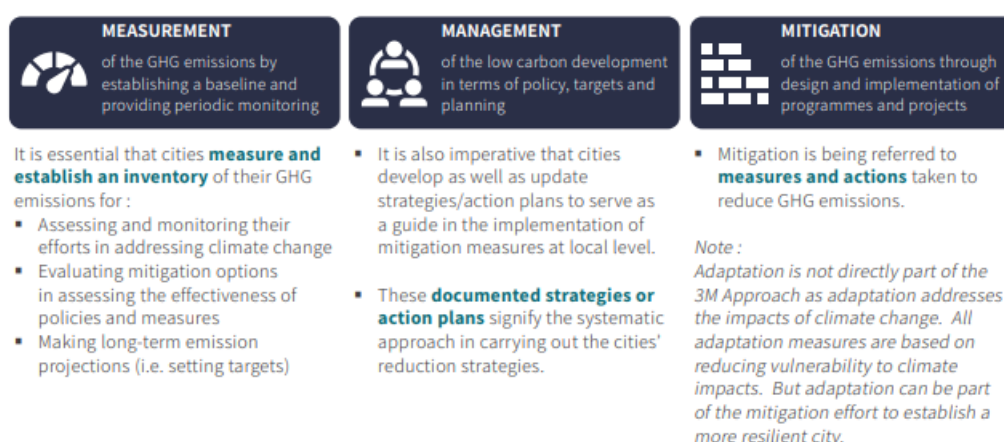 MEASUREMENT
of the GHG emissions by
establishing a baseline and
providing periodic monitoring
It is essential that cities measure and
establish an inventory of their GHG
emissions for :
▪ Assessing and monitoring their
efforts in addressing climate change
▪ Evaluating mitigation options
in assessing the effectiveness of
policies and measures
▪ Making long-term emission
projections (i.e. setting targets)
MANAGEMENT
of the low carbon development
in terms of policy, targets and
planning
▪ It is also imperative that cities
develop as well as update
strategies/action plans to serve as
a guide in the implementation of
mitigation measures at local level.
▪ These documented strategies or
action plans signify the systematic
approach in carrying out the cities’
reduction strategies.
MITIGATION
of the GHG emissions through
design and implementation of
programmes and projects
▪ Mitigation is being referred to
measures and actions taken to
reduce GHG emissions.
Note :
Adaptation is not directly part of the
3M Approach as adaptation addresses
the impacts of climate change. All
adaptation measures are based on
reducing vulnerability to climate
impacts. But adaptation can be part
of the mitigation effort to establish a
more resilient city.